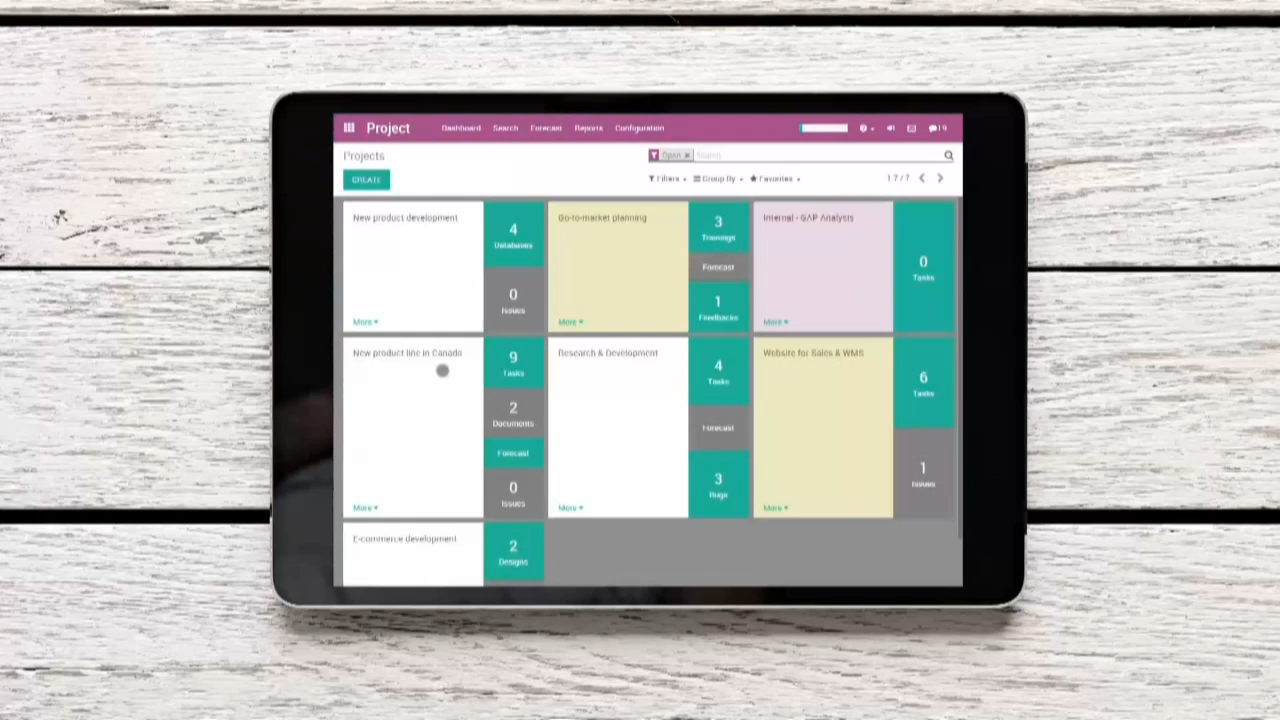 Project Dashboard Search Forecast Reports Configuration
Projects
Open × Search
CREATE
Filters Group By Favorites 1-7 / 7
New product development
4
Databases
0
Issues
More
Go-to-market planning
3
Trainings
Forecast
1
Feedbacks
More
Internal - GAP Analysis
0
Tasks
More
New product line in Canada
9
Tasks
2
Documents
Forecast
0
Issues
More
Research & Development
4
Tasks
Forecast
3
Bugs
More
Website for Sales & WMS
6
Tasks
1
Issues
More
E-commerce development
2
Designs